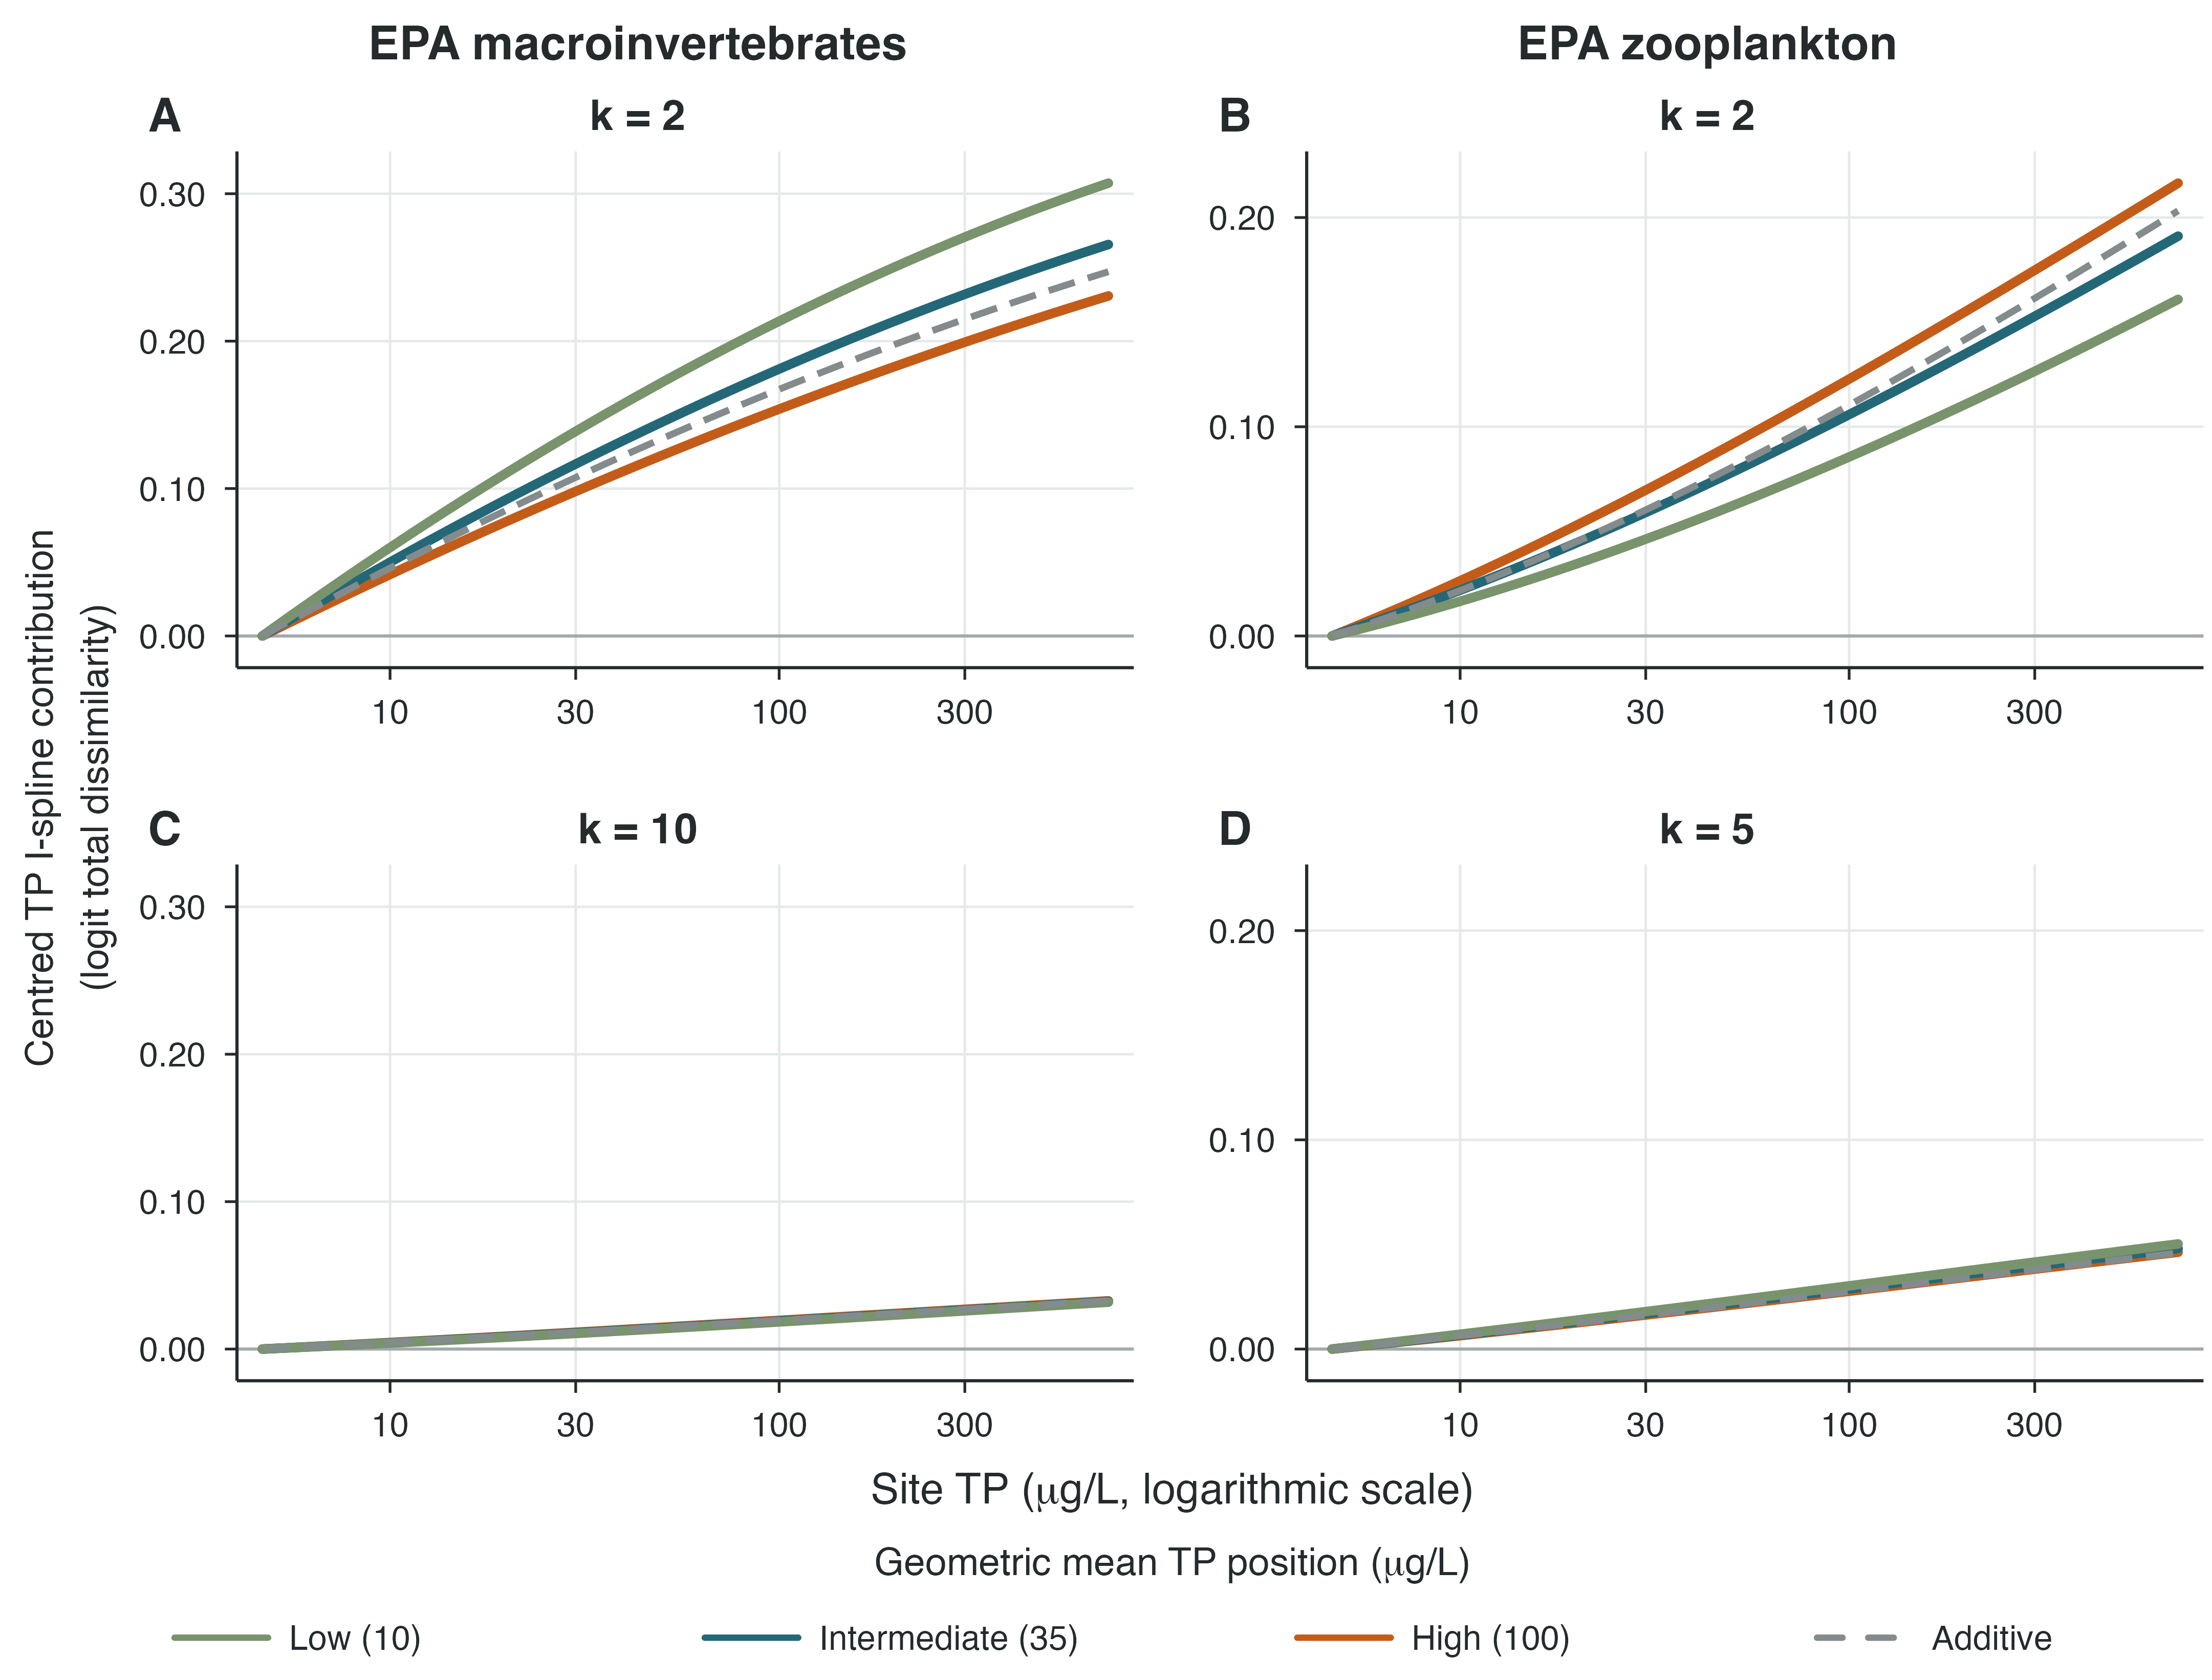 EPA macroinvertebrates
EPA zooplankton
A
k = 2
B
k = 2
0.30
0.20
0.10
0.00
10
30
100
300
0.20
0.10
0.00
10
30
100
300
Centred TP I-spline contribution
(logit total dissimilarity)
C
k = 10
D
k = 5
0.30
0.20
0.10
0.00
10
30
100
300
0.20
0.10
0.00
10
30
100
300
Site TP (µg/L, logarithmic scale)
Geometric mean TP position (µg/L)
Low (10)
Intermediate (35)
High (100)
Additive